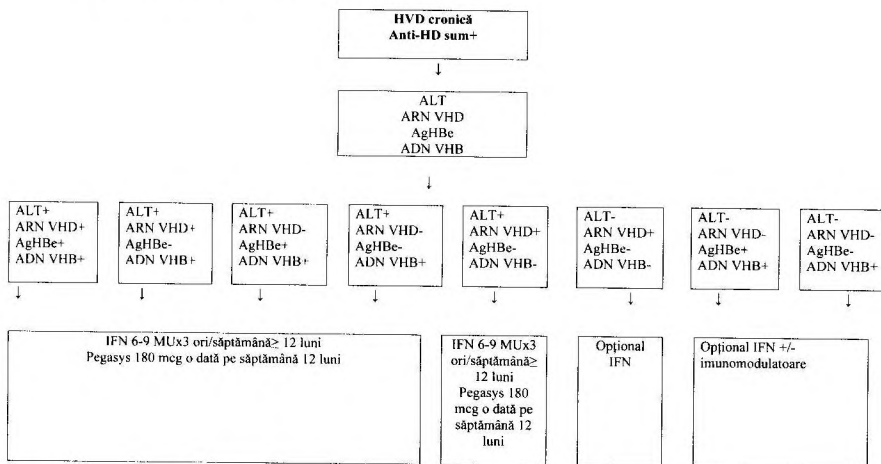 HVD cronică
Anti-HD sum+
↓
ALT
ARN VHD
AgHBe
ADN VHB
↓
ALT+
ARN VHD+
AgHBe+
ADN VHB+
ALT+
ARN VHD+
AgHBe-
ADN VHB+
ALT+
ARN VHD-
AgHBe+
ADN VHB+
ALT+
ARN VHD-
AgHBe-
ADN VHB+
ALT+
ARN VHD+
AgHBe-
ADN VHB-
ALT-
ARN VHD+
AgHBe-
ADN VHB-
ALT-
ARN VHD-
AgHBe+
ADN VHB+
ALT-
ARN VHD-
AgHBe-
ADN VHB+
↓ ↓ ↓ ↓ ↓ ↓ ↓ ↓
IFN 6-9 MUx3 ori/săptămână≥ 12 luni
Pegasys 180 mcg o dată pe săptămână 12 luni
IFN 6-9 MUx3
ori/săptămână≥
12 luni
Pegasys 180
mcg o dată pe
săptămână 12
luni
Opțional
IFN
Opțional IFN +/-
imunomodulatoare